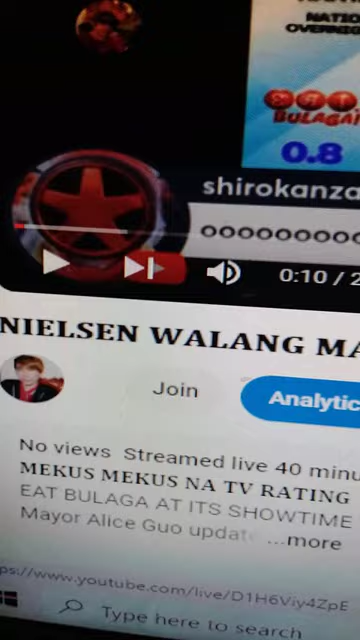 NATIO
OVERNIG
BULAGA!
0.8
shirokanza
ooooooooo
0:10 / 2
NIELSEN WALANG MA
Join
Analytic
No views Streamed live 40 minu
MEKUS MEKUS NA TV RATING
EAT BULAGA AT ITS SHOWTIME
Mayor Alice Guo updat ...more
ps://www.youtube.com/live/D1H6Viy4ZpE
Type here to search